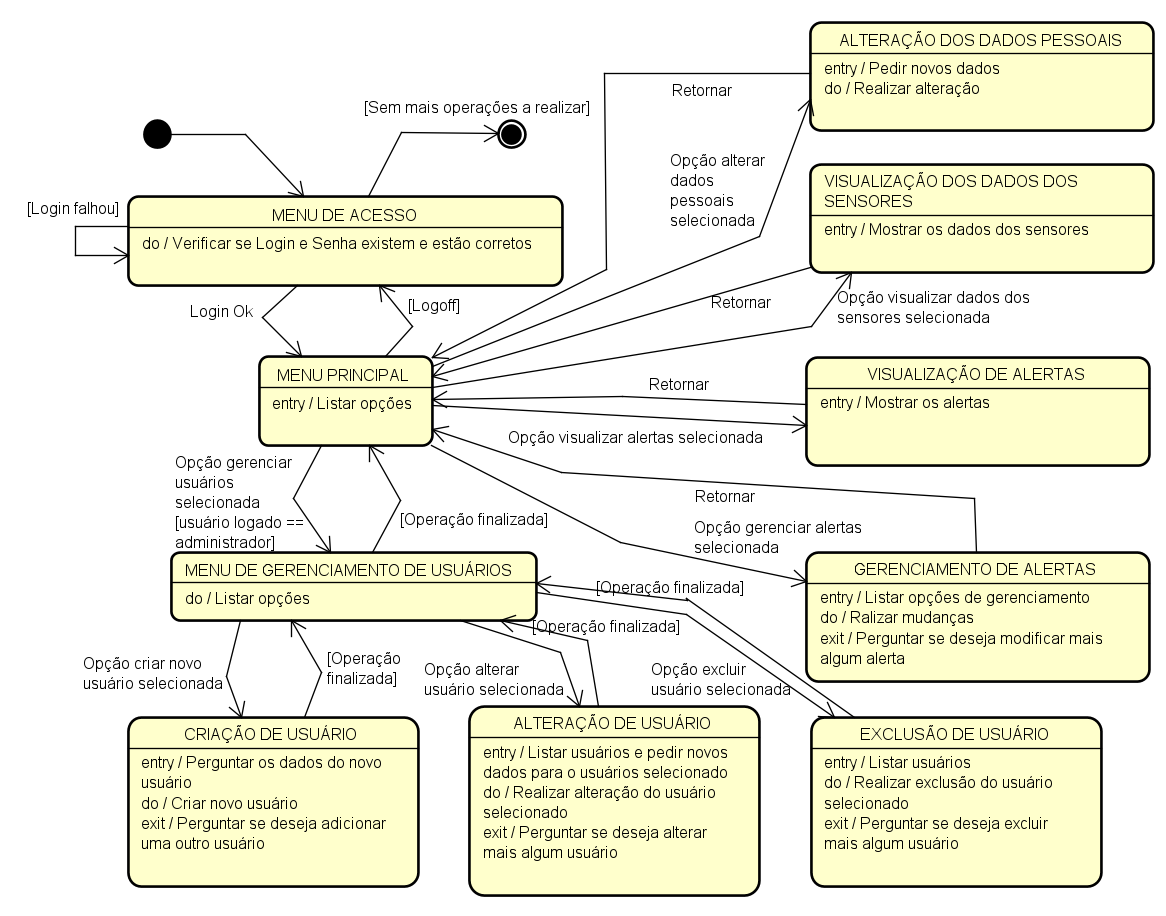 ALTERAÇÃO DOS DADOS PESSOAIS
entry / Pedir novos dados
do / Realizar alteração
Retornar
[Sem mais operações a realizar]
Opção alterar
dados
pessoais
selecionada
VISUALIZAÇÃO DOS DADOS DOS
SENSORES
entry / Mostrar os dados dos sensores
[Login falhou]
MENU DE ACESSO
do / Verificar se Login e Senha existem e estão corretos
Login Ok
[Logoff]
Retornar
Opção visualizar dados dos
sensores selecionada
MENU PRINCIPAL
entry / Listar opções
Retornar
VISUALIZAÇÃO DE ALERTAS
entry / Mostrar os alertas
Opção visualizar alertas selecionada
Opção gerenciar
usuários
selecionada
[usuário logado ==
administrador]
[Operação finalizada]
Retornar
Opção gerenciar alertas
selecionada
MENU DE GERENCIAMENTO DE USUÁRIOS
do / Listar opções
[Operação finalizada]
[Operação finalizada]
GERENCIAMENTO DE ALERTAS
entry / Listar opções de gerenciamento
do / Ralizar mudanças
exit / Perguntar se deseja modificar mais
algum alerta
Opção criar novo
usuário selecionada
[Operação
finalizada]
Opção alterar
usuário selecionada
Opção excluir
usuário selecionada
CRIAÇÃO DE USUÁRIO
entry / Perguntar os dados do novo
usuário
do / Criar novo usuário
exit / Perguntar se deseja adicionar
uma outro usuário
ALTERAÇÃO DE USUÁRIO
entry / Listar usuários e pedir novos
dados para o usuários selecionado
do / Realizar alteração do usuário
selecionado
exit / Perguntar se deseja alterar
mais algum usuário
EXCLUSÃO DE USUÁRIO
entry / Listar usuários
do / Realizar exclusão do usuário
selecionado
exit / Perguntar se deseja excluir
mais algum usuário